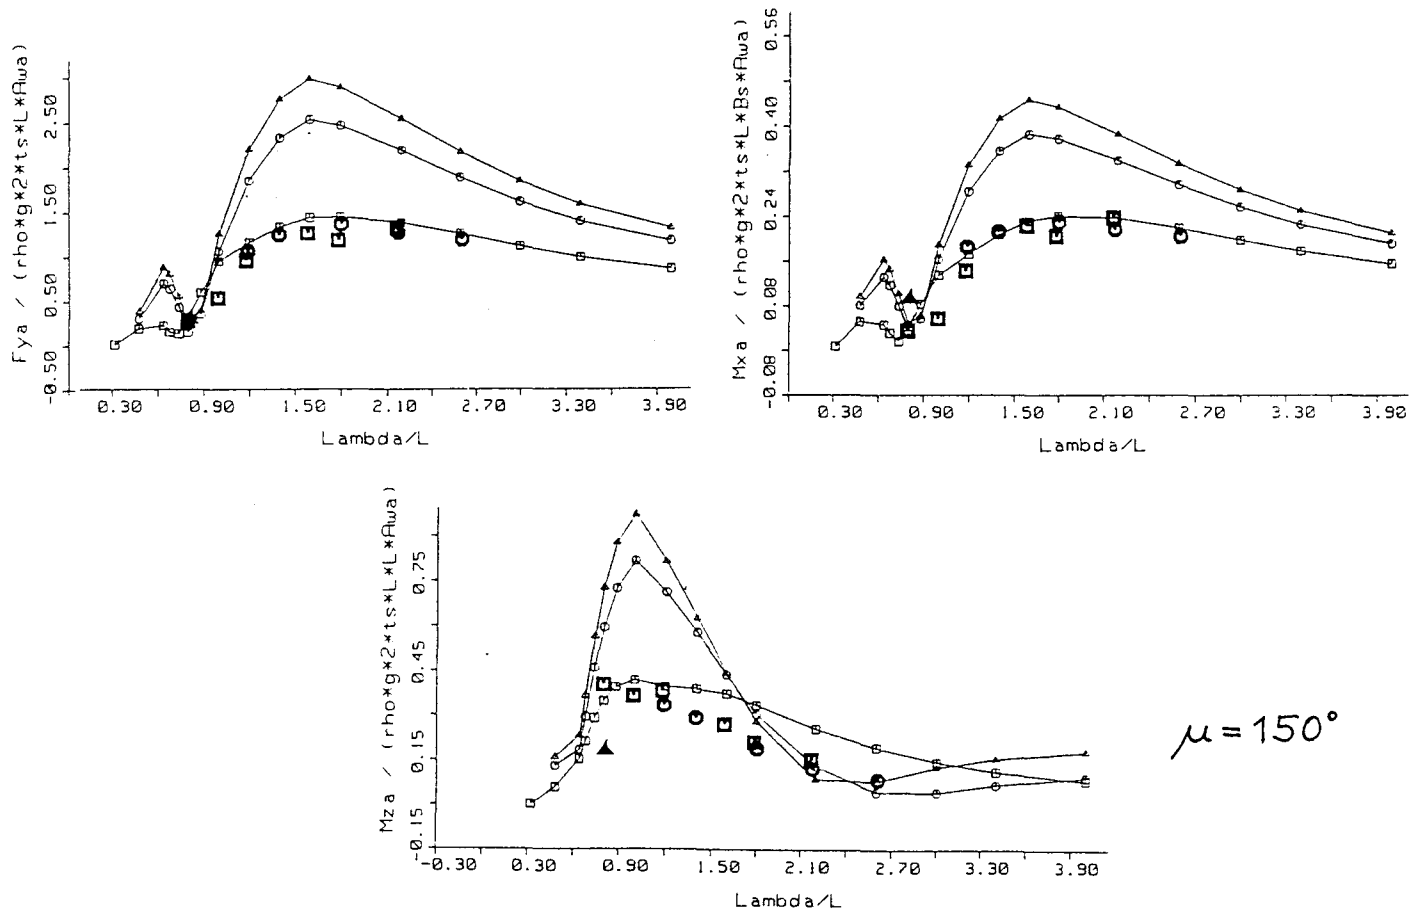 Fya / (rho*g*2*ts*L*Awa)
2.50
1.50
0.50
-0.50
0.30 0.90 1.50 2.10 2.70 3.30 3.90
Lambda/L
Mxa / (rho*g*2*ts*L*Bs*Awa)
0.56
0.40
0.24
0.08
-0.08
0.30 0.90 1.50 2.10 2.70 3.30 3.90
Lambda/L
Mza / (rho*g*2*ts*L*L*Awa)
0.75
0.45
0.15
-0.15
-0.30 0.30 0.90 1.50 2.10 2.70 3.30 3.90
Lambda/L
μ = 150°